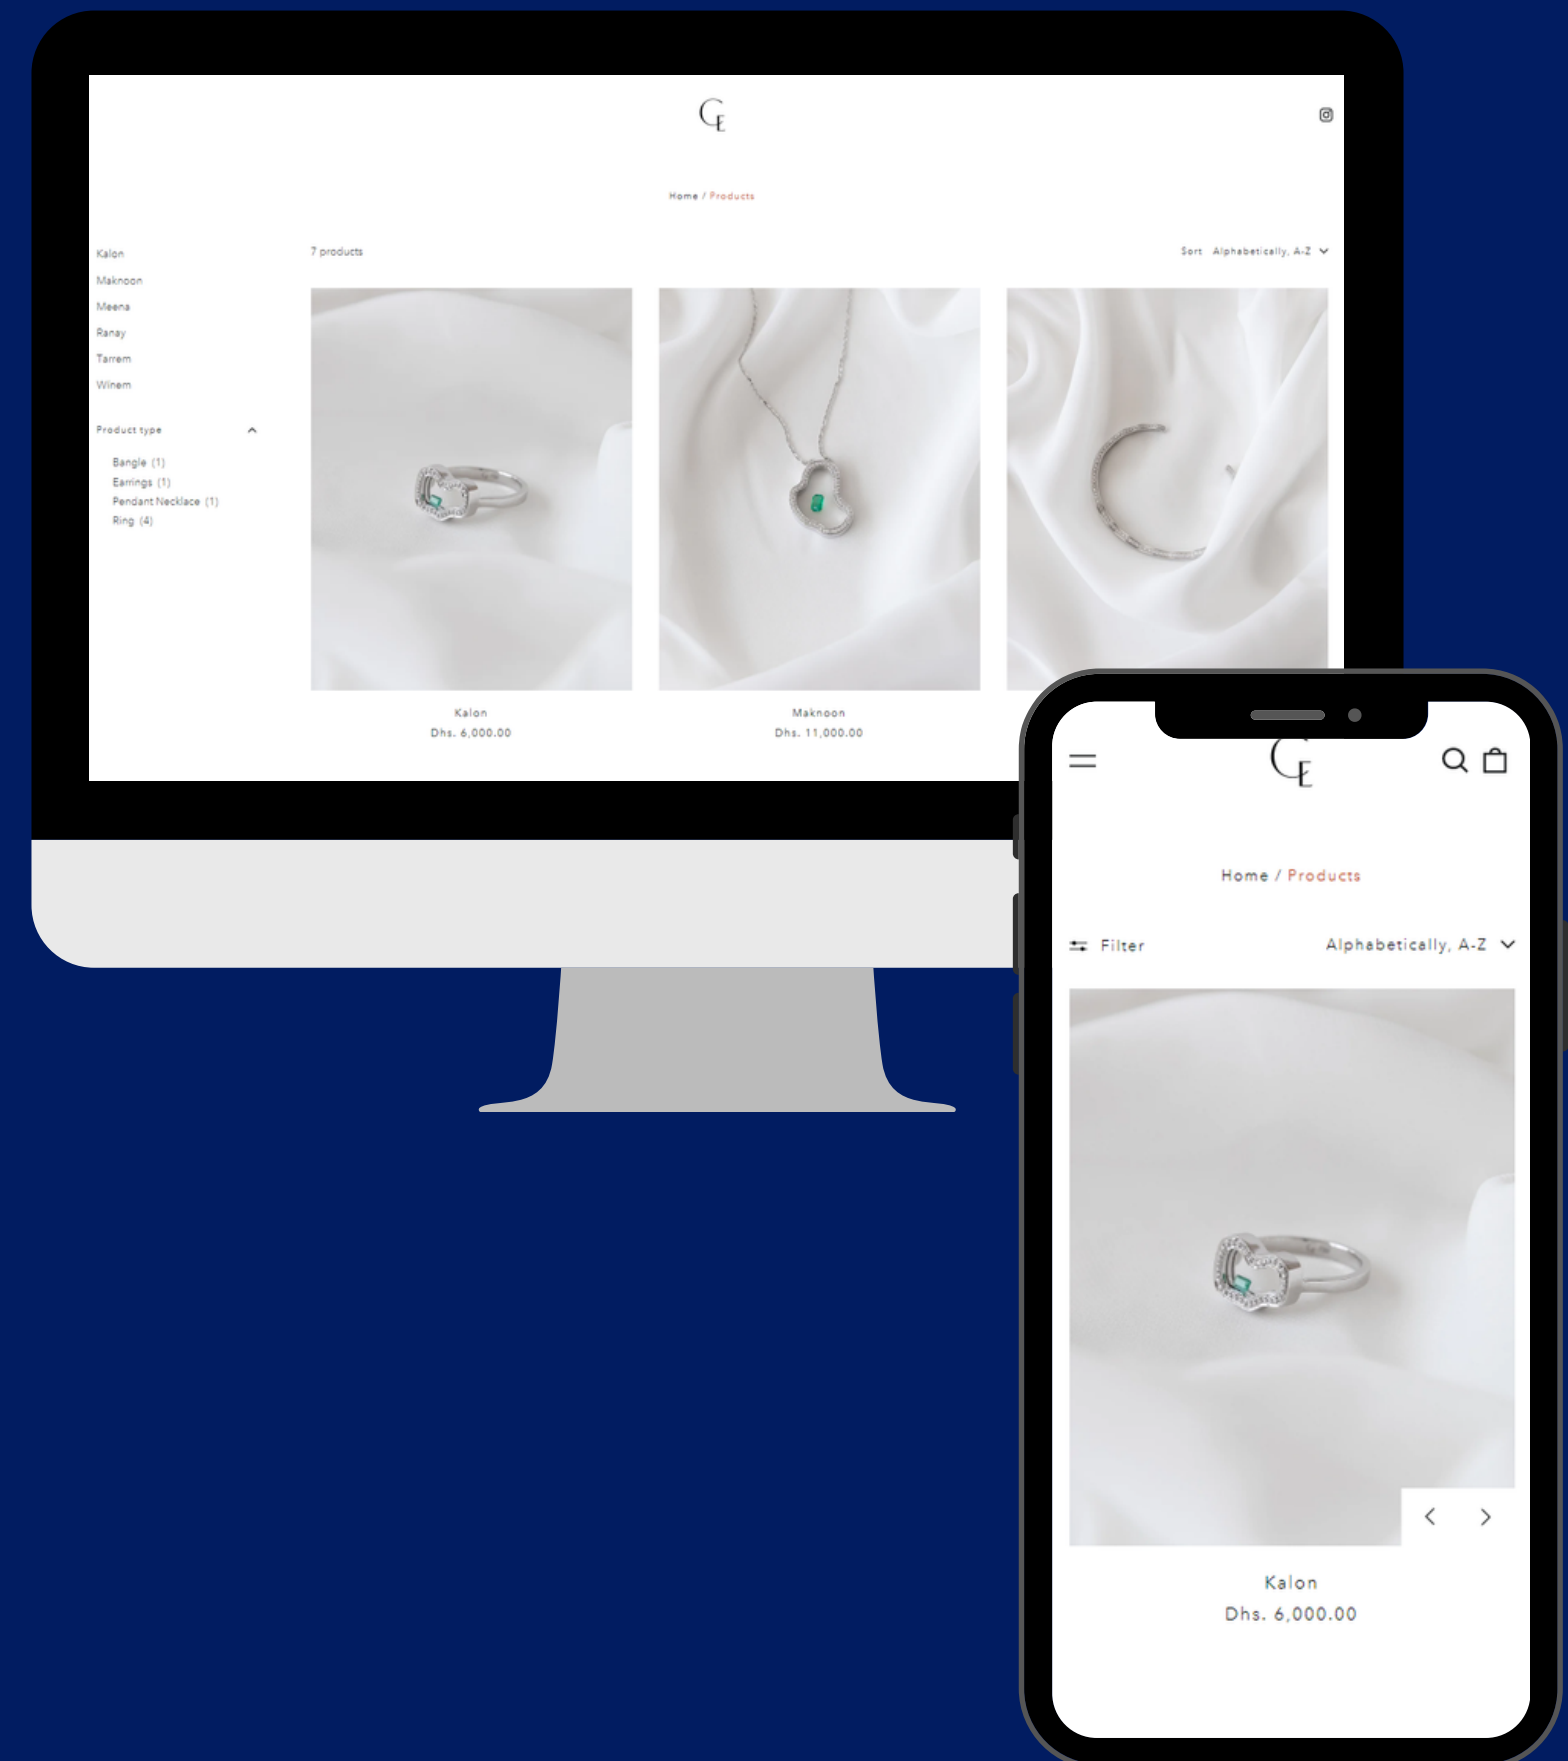 CE
Home / Products
Kalon
Maknoon
Meena
Ranay
Tarrem
Winem
Product type
Bangle (1)
Earrings (1)
Pendant Necklace (1)
Ring (4)
7 products
Sort Alphabetically, A-Z
Kalon
Dhs. 6,000.00
Maknoon
Dhs. 11,000.00
CE
Home / Products
Filter
Alphabetically, A-Z
Kalon
Dhs. 6,000.00